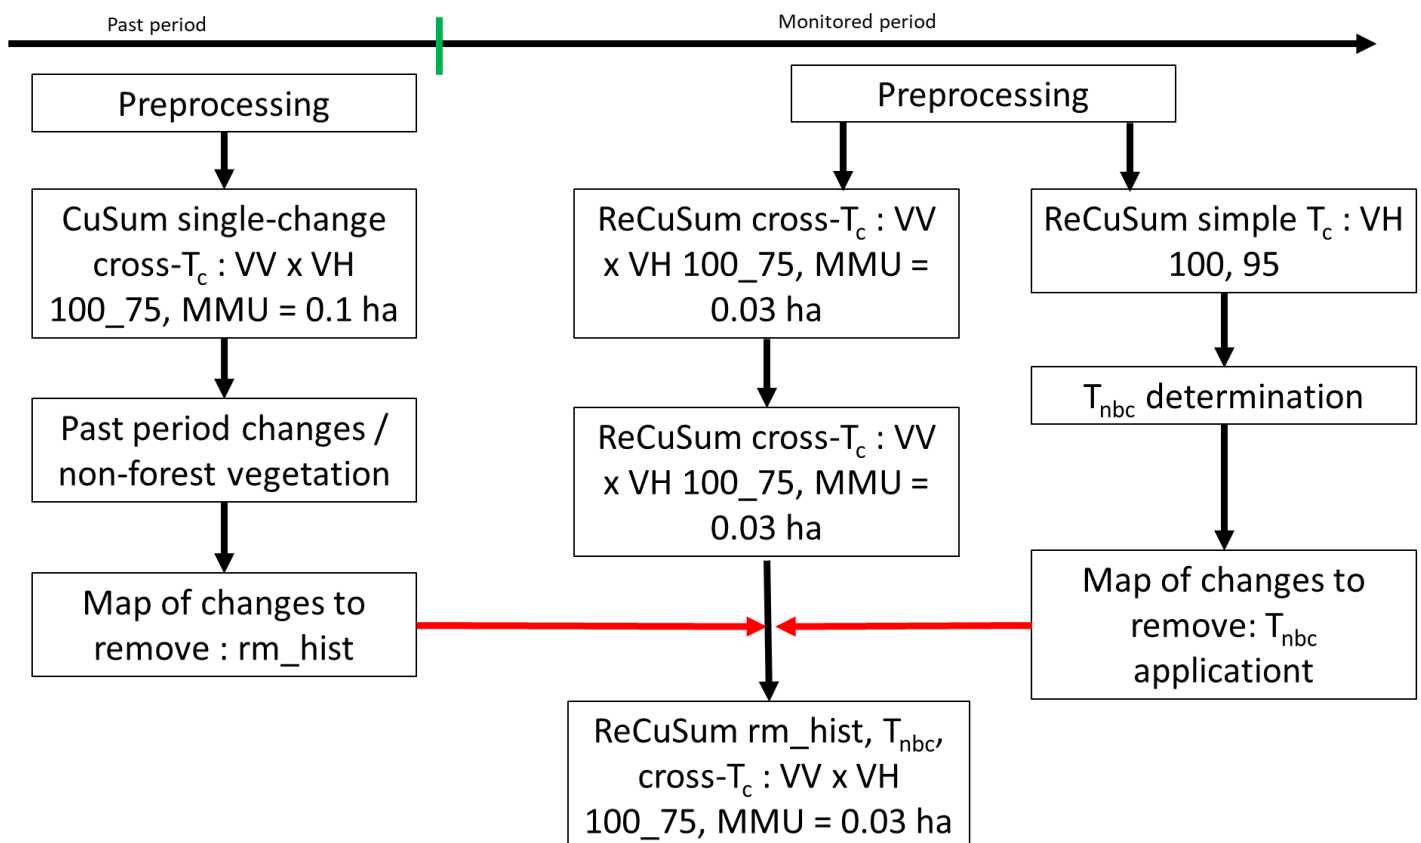 Past period
Monitored period
Preprocessing
CuSum single-change
cross-Tc : VV x VH
100_75, MMU = 0.1 ha
Past period changes /
non-forest vegetation
Map of changes to
remove : rm_hist
Preprocessing
ReCuSum cross-Tc : VV
x VH 100_75, MMU =
0.03 ha
ReCuSum cross-Tc : VV
x VH 100_75, MMU =
0.03 ha
ReCuSum simple Tc : VH
100, 95
Tnbc determination
Map of changes to
remove: Tnbc
applicationt
ReCuSum rm_hist, Tnbc,
cross-Tc : VV x VH
100_75, MMU = 0.03 ha